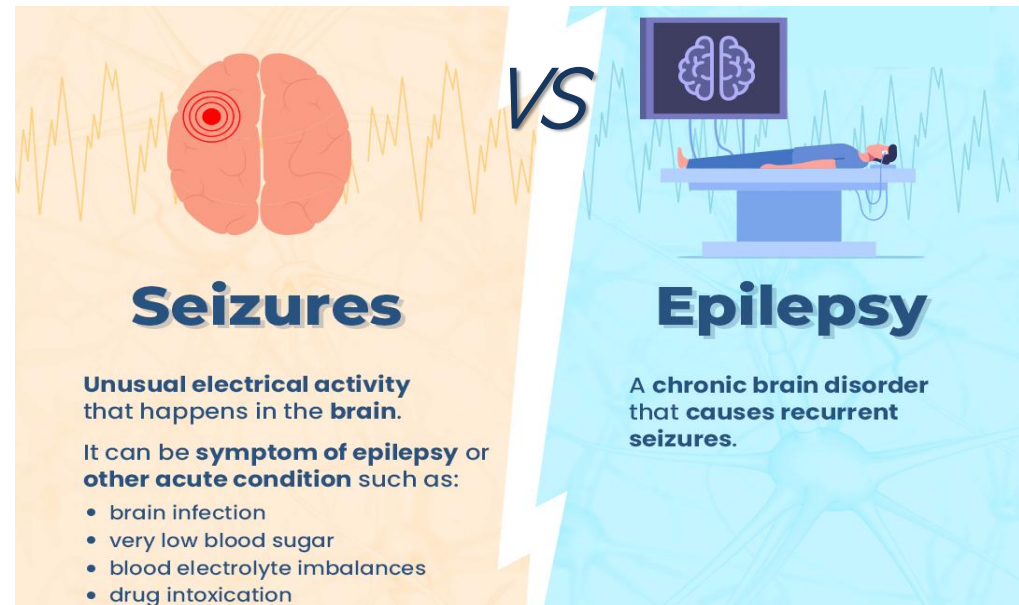 VS
Seizures
Unusual electrical activity
that happens in the brain.
It can be symptom of epilepsy or
other acute condition such as:
• brain infection
• very low blood sugar
• blood electrolyte imbalances
• drug intoxication
Epilepsy
A chronic brain disorder
that causes recurrent
seizures.